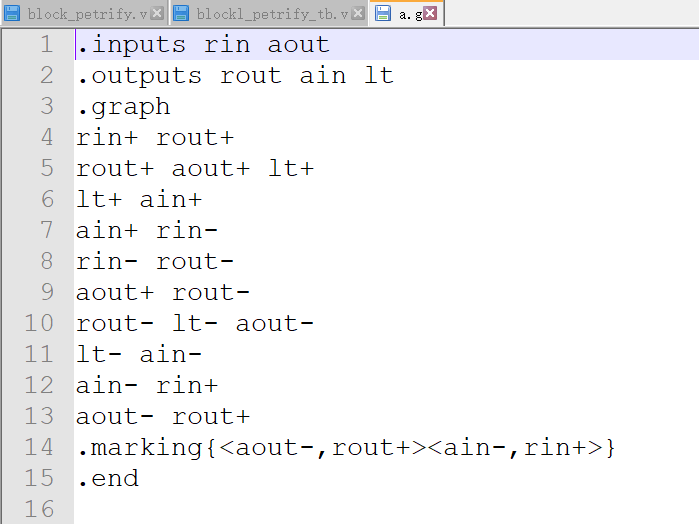 block_petrify.v block1_petrify_tb.v a.g
1 .inputs rin aout
2 .outputs rout ain lt
3 .graph
4 rin+ rout+
5 rout+ aout+ lt+
6 lt+ ain+
7 ain+ rin-
8 rin- rout-
9 aout+ rout-
10 rout- lt- aout-
11 lt- ain-
12 ain- rin+
13 aout- rout+
14 .marking{<aout-,rout+><ain-,rin+>}
15 .end
16